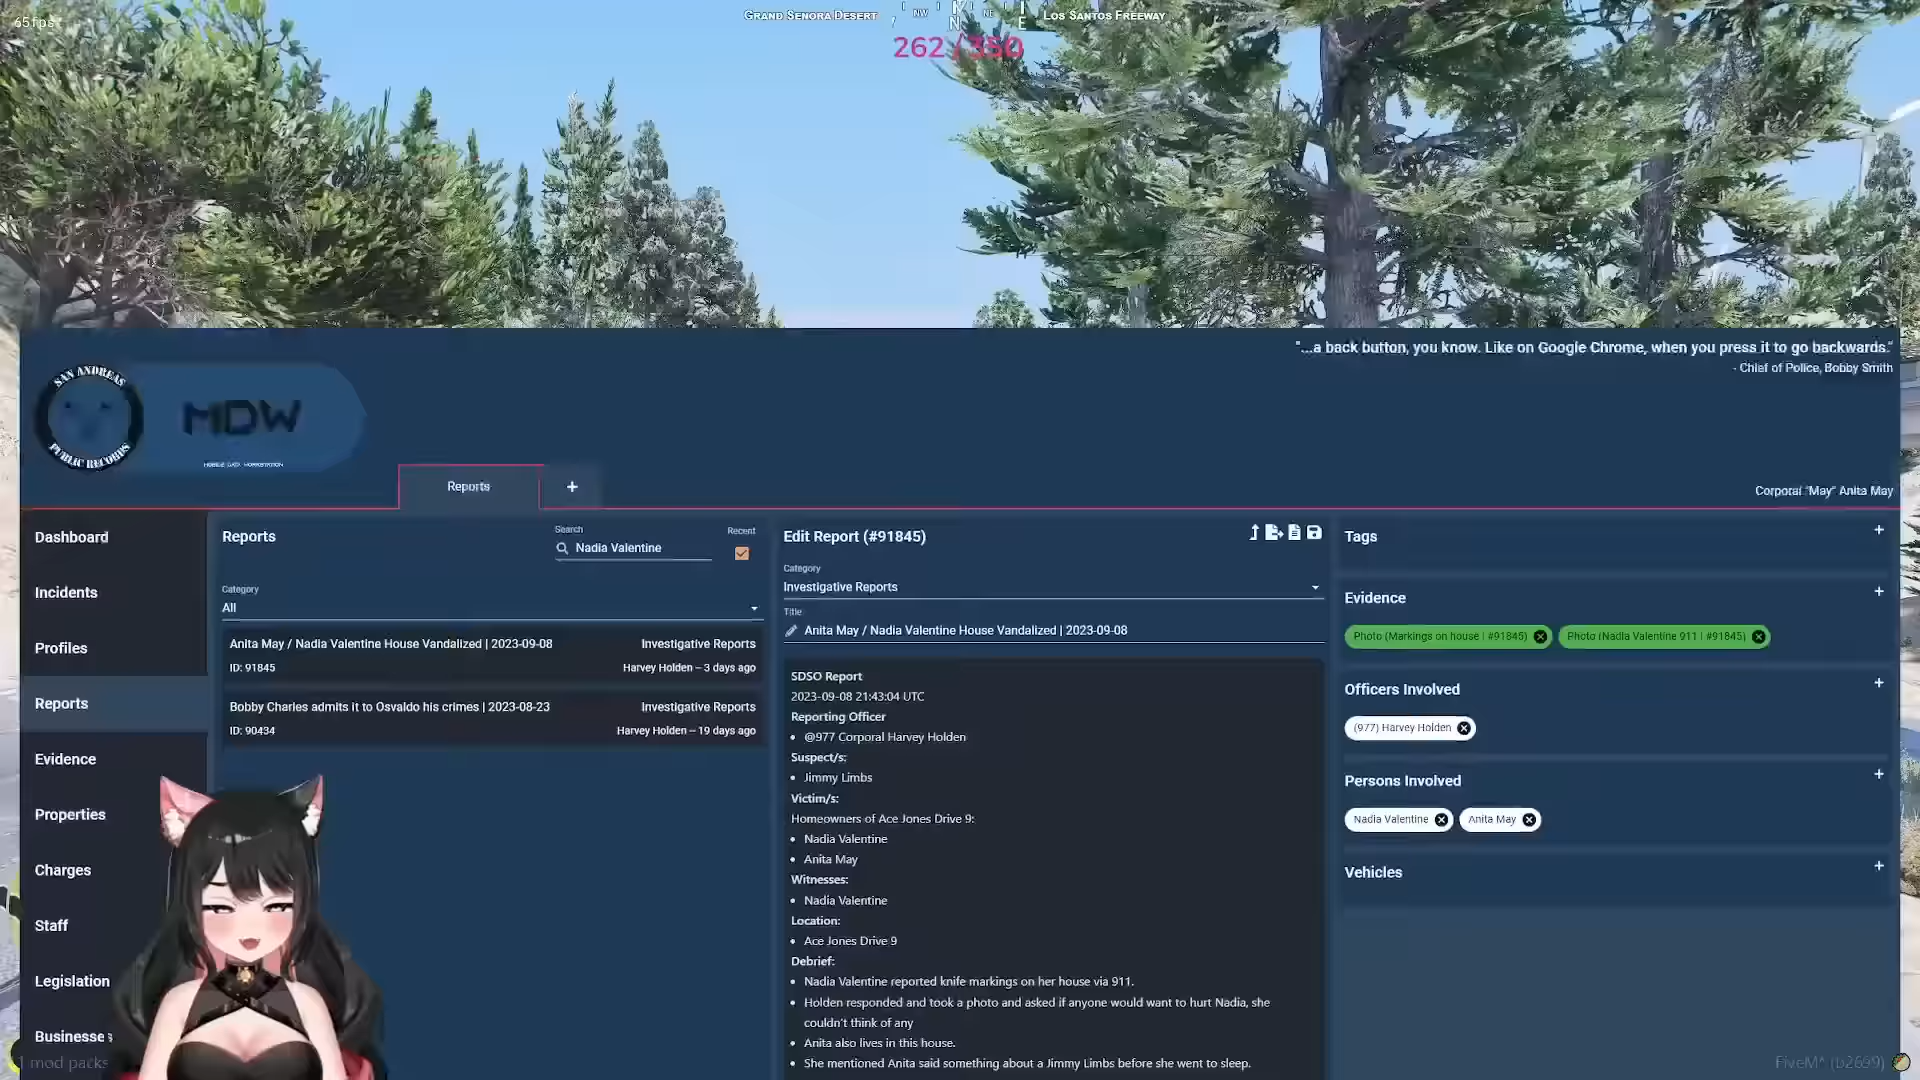 65fps
GRAND SENORA DESERT
NW
N
NE
E
LOS SANTOS FREEWAY
262 / 350
"...a back button, you know. Like on Google Chrome, when you press it to go backwards."
- Chief of Police, Bobby Smith
SAN ANDREAS
PUBLIC RECORDS
MDW
MOBILE DATA WORKSTATION
Reports
+
Corporal "May" Anita May
Dashboard
Incidents
Profiles
Reports
Evidence
Properties
Charges
Staff
Legislation
Businesses
Reports
Search
Nadia Valentine
Recent
Category
All
Anita May / Nadia Valentine House Vandalized | 2023-09-08
Investigative Reports
ID: 91845
Harvey Holden – 3 days ago
Bobby Charles admits it to Osvaldo his crimes | 2023-08-23
Investigative Reports
ID: 90434
Harvey Holden – 19 days ago
Edit Report (#91845)
Category
Investigative Reports
Title
Anita May / Nadia Valentine House Vandalized | 2023-09-08
SDSO Report
2023-09-08 21:43:04 UTC
Reporting Officer
• @977 Corporal Harvey Holden
Suspect/s:
• Jimmy Limbs
Victim/s:
Homeowners of Ace Jones Drive 9:
• Nadia Valentine
• Anita May
Witnesses:
• Nadia Valentine
Location:
• Ace Jones Drive 9
Debrief:
• Nadia Valentine reported knife markings on her house via 911.
• Holden responded and took a photo and asked if anyone would want to hurt Nadia, she
couldn't think of any
• Anita also lives in this house.
• She mentioned Anita said something about a Jimmy Limbs before she went to sleep.
Tags
+
Evidence
+
Photo (Markings on house | #91845)
Photo (Nadia Valentine 911 | #91845)
Officers Involved
+
(977) Harvey Holden
Persons Involved
+
Nadia Valentine
Anita May
Vehicles
+
1 mod packs
FiveM^ (b2699)